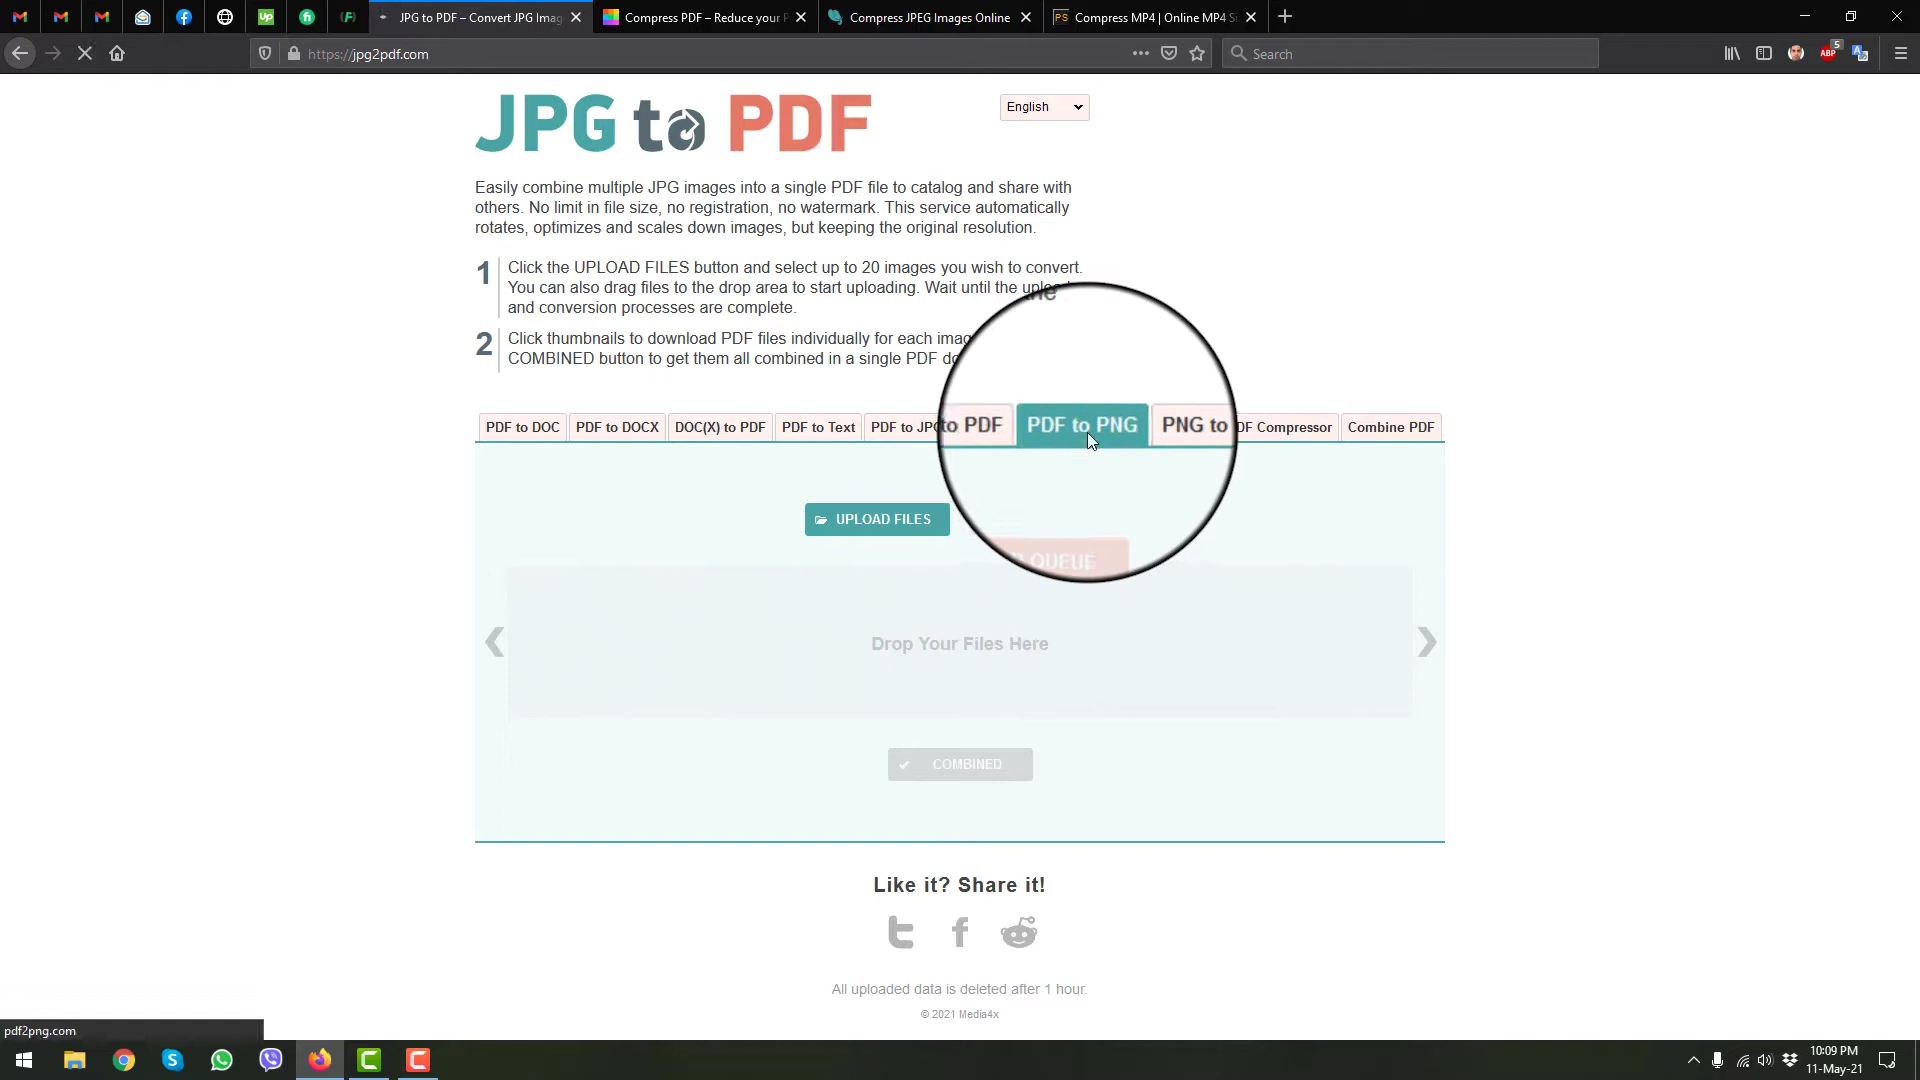 JPG to PDF – Convert JPG Imag
Compress PDF – Reduce your P
Compress JPEG Images Online
Compress MP4 | Online MP4 Si
https://jpg2pdf.com
Search
5
ABP
JPG to PDF
English
Easily combine multiple JPG images into a single PDF file to catalog and share with
others. No limit in file size, no registration, no watermark. This service automatically
rotates, optimizes and scales down images, but keeping the original resolution.
1
Click the UPLOAD FILES button and select up to 20 images you wish to convert.
You can also drag files to the drop area to start uploading. Wait until the upload
and conversion processes are complete.
2
Click thumbnails to download PDF files individually for each imag
COMBINED button to get them all combined in a single PDF do
PDF to DOC
PDF to DOCX
DOC(X) to PDF
PDF to Text
PDF to JPG
to PDF
PDF to PNG
PNG to
DF Compressor
Combine PDF
UPLOAD FILES
QUEUE
Drop Your Files Here
COMBINED
Like it? Share it!
All uploaded data is deleted after 1 hour.
© 2021 Media4x
pdf2png.com
10:09 PM
11-May-21